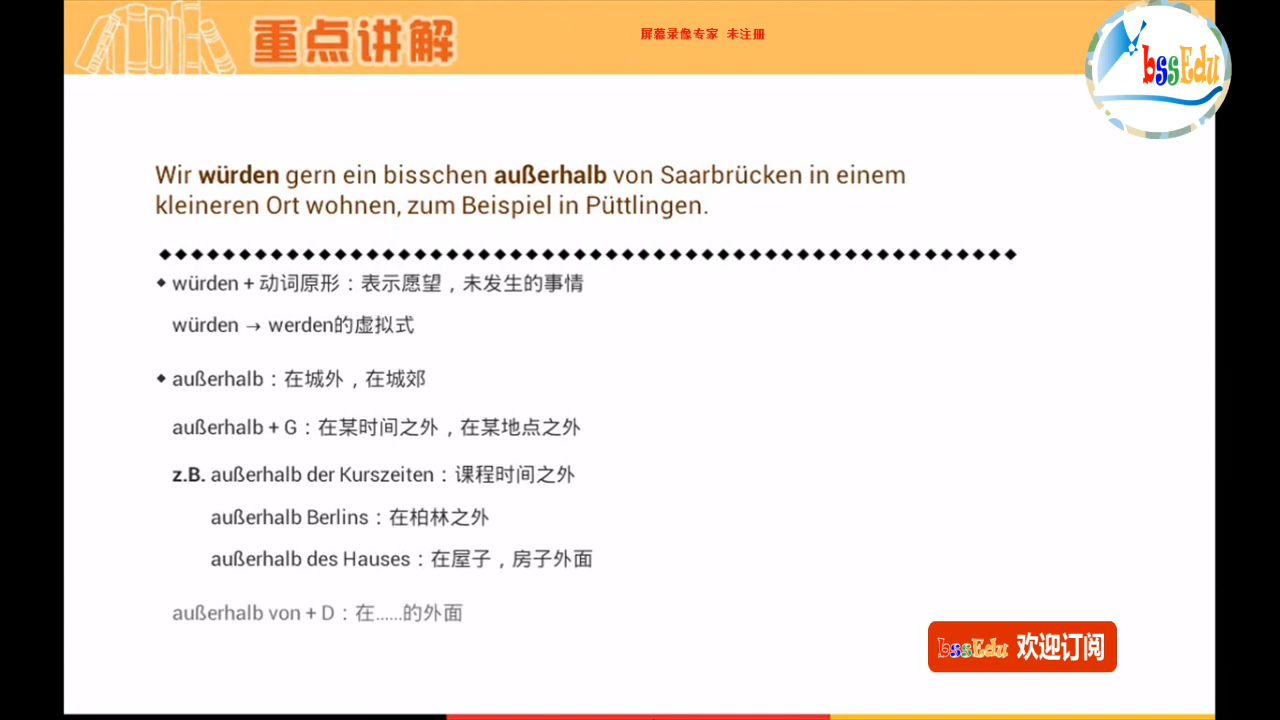 重点讲解
屏幕录像专家 未注册
bssEdu
Wir würden gern ein bisschen außerhalb von Saarbrücken in einem
kleineren Ort wohnen, zum Beispiel in Püttlingen.
würden + 动词原形：表示愿望，未发生的事情
würden → werden的虚拟式
außerhalb：在城外，在城郊
außerhalb + G：在某时间之外，在某地点之外
z.B. außerhalb der Kurszeiten：课程时间之外
außerhalb Berlins：在柏林之外
außerhalb des Hauses：在屋子，房子外面
außerhalb von + D：在......的外面
bssEdu 欢迎订阅